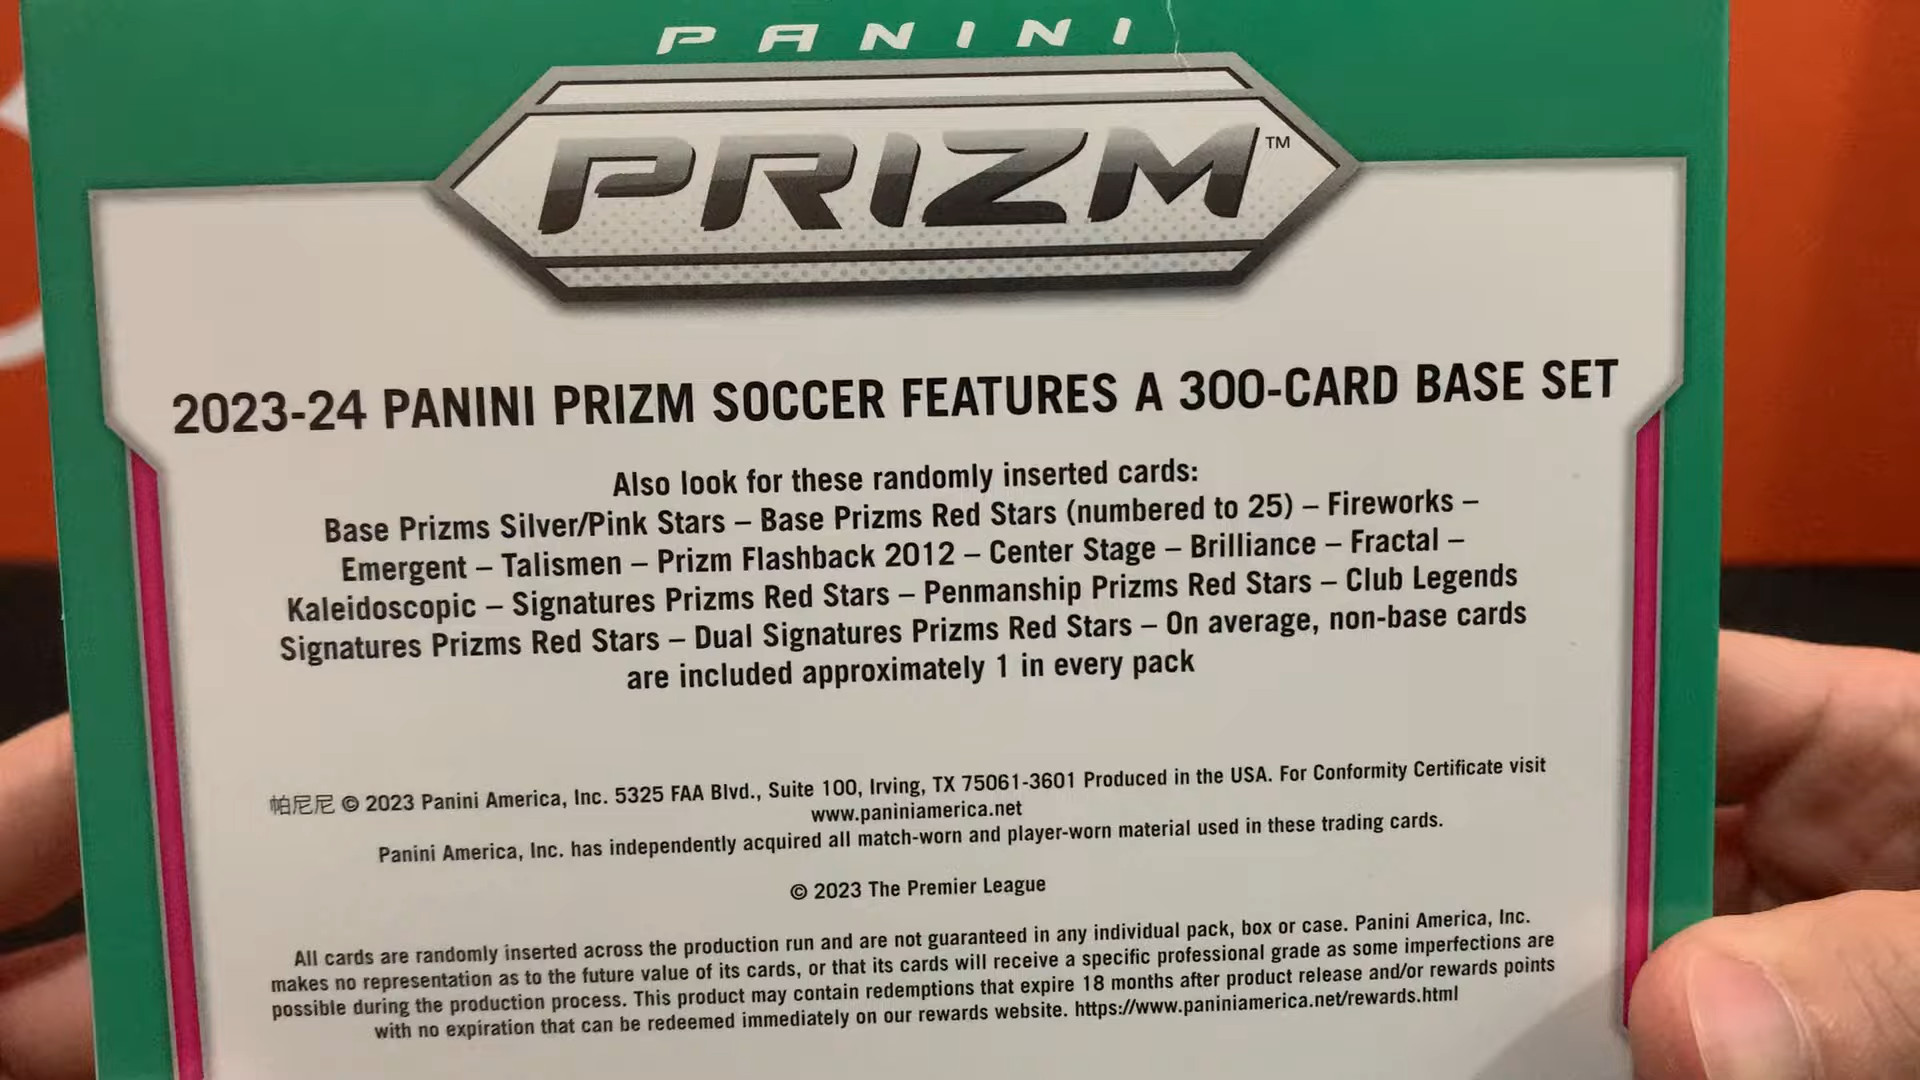 PANINI
PRIZM™
2023-24 PANINI PRIZM SOCCER FEATURES A 300-CARD BASE SET
Also look for these randomly inserted cards:
Base Prizms Silver/Pink Stars – Base Prizms Red Stars (numbered to 25) – Fireworks –
Emergent – Talismen – Prizm Flashback 2012 – Center Stage – Brilliance – Fractal –
Kaleidoscopic – Signatures Prizms Red Stars – Penmanship Prizms Red Stars – Club Legends
Signatures Prizms Red Stars – Dual Signatures Prizms Red Stars – On average, non-base cards
are included approximately 1 in every pack
帕尼尼 © 2023 Panini America, Inc. 5325 FAA Blvd., Suite 100, Irving, TX 75061-3601 Produced in the USA. For Conformity Certificate visit
www.paniniamerica.net
Panini America, Inc. has independently acquired all match-worn and player-worn material used in these trading cards.
© 2023 The Premier League
All cards are randomly inserted across the production run and are not guaranteed in any individual pack, box or case. Panini America, Inc.
makes no representation as to the future value of its cards, or that its cards will receive a specific professional grade as some imperfections are
possible during the production process. This product may contain redemptions that expire 18 months after product release and/or rewards points
with no expiration that can be redeemed immediately on our rewards website. https://www.paniniamerica.net/rewards.html